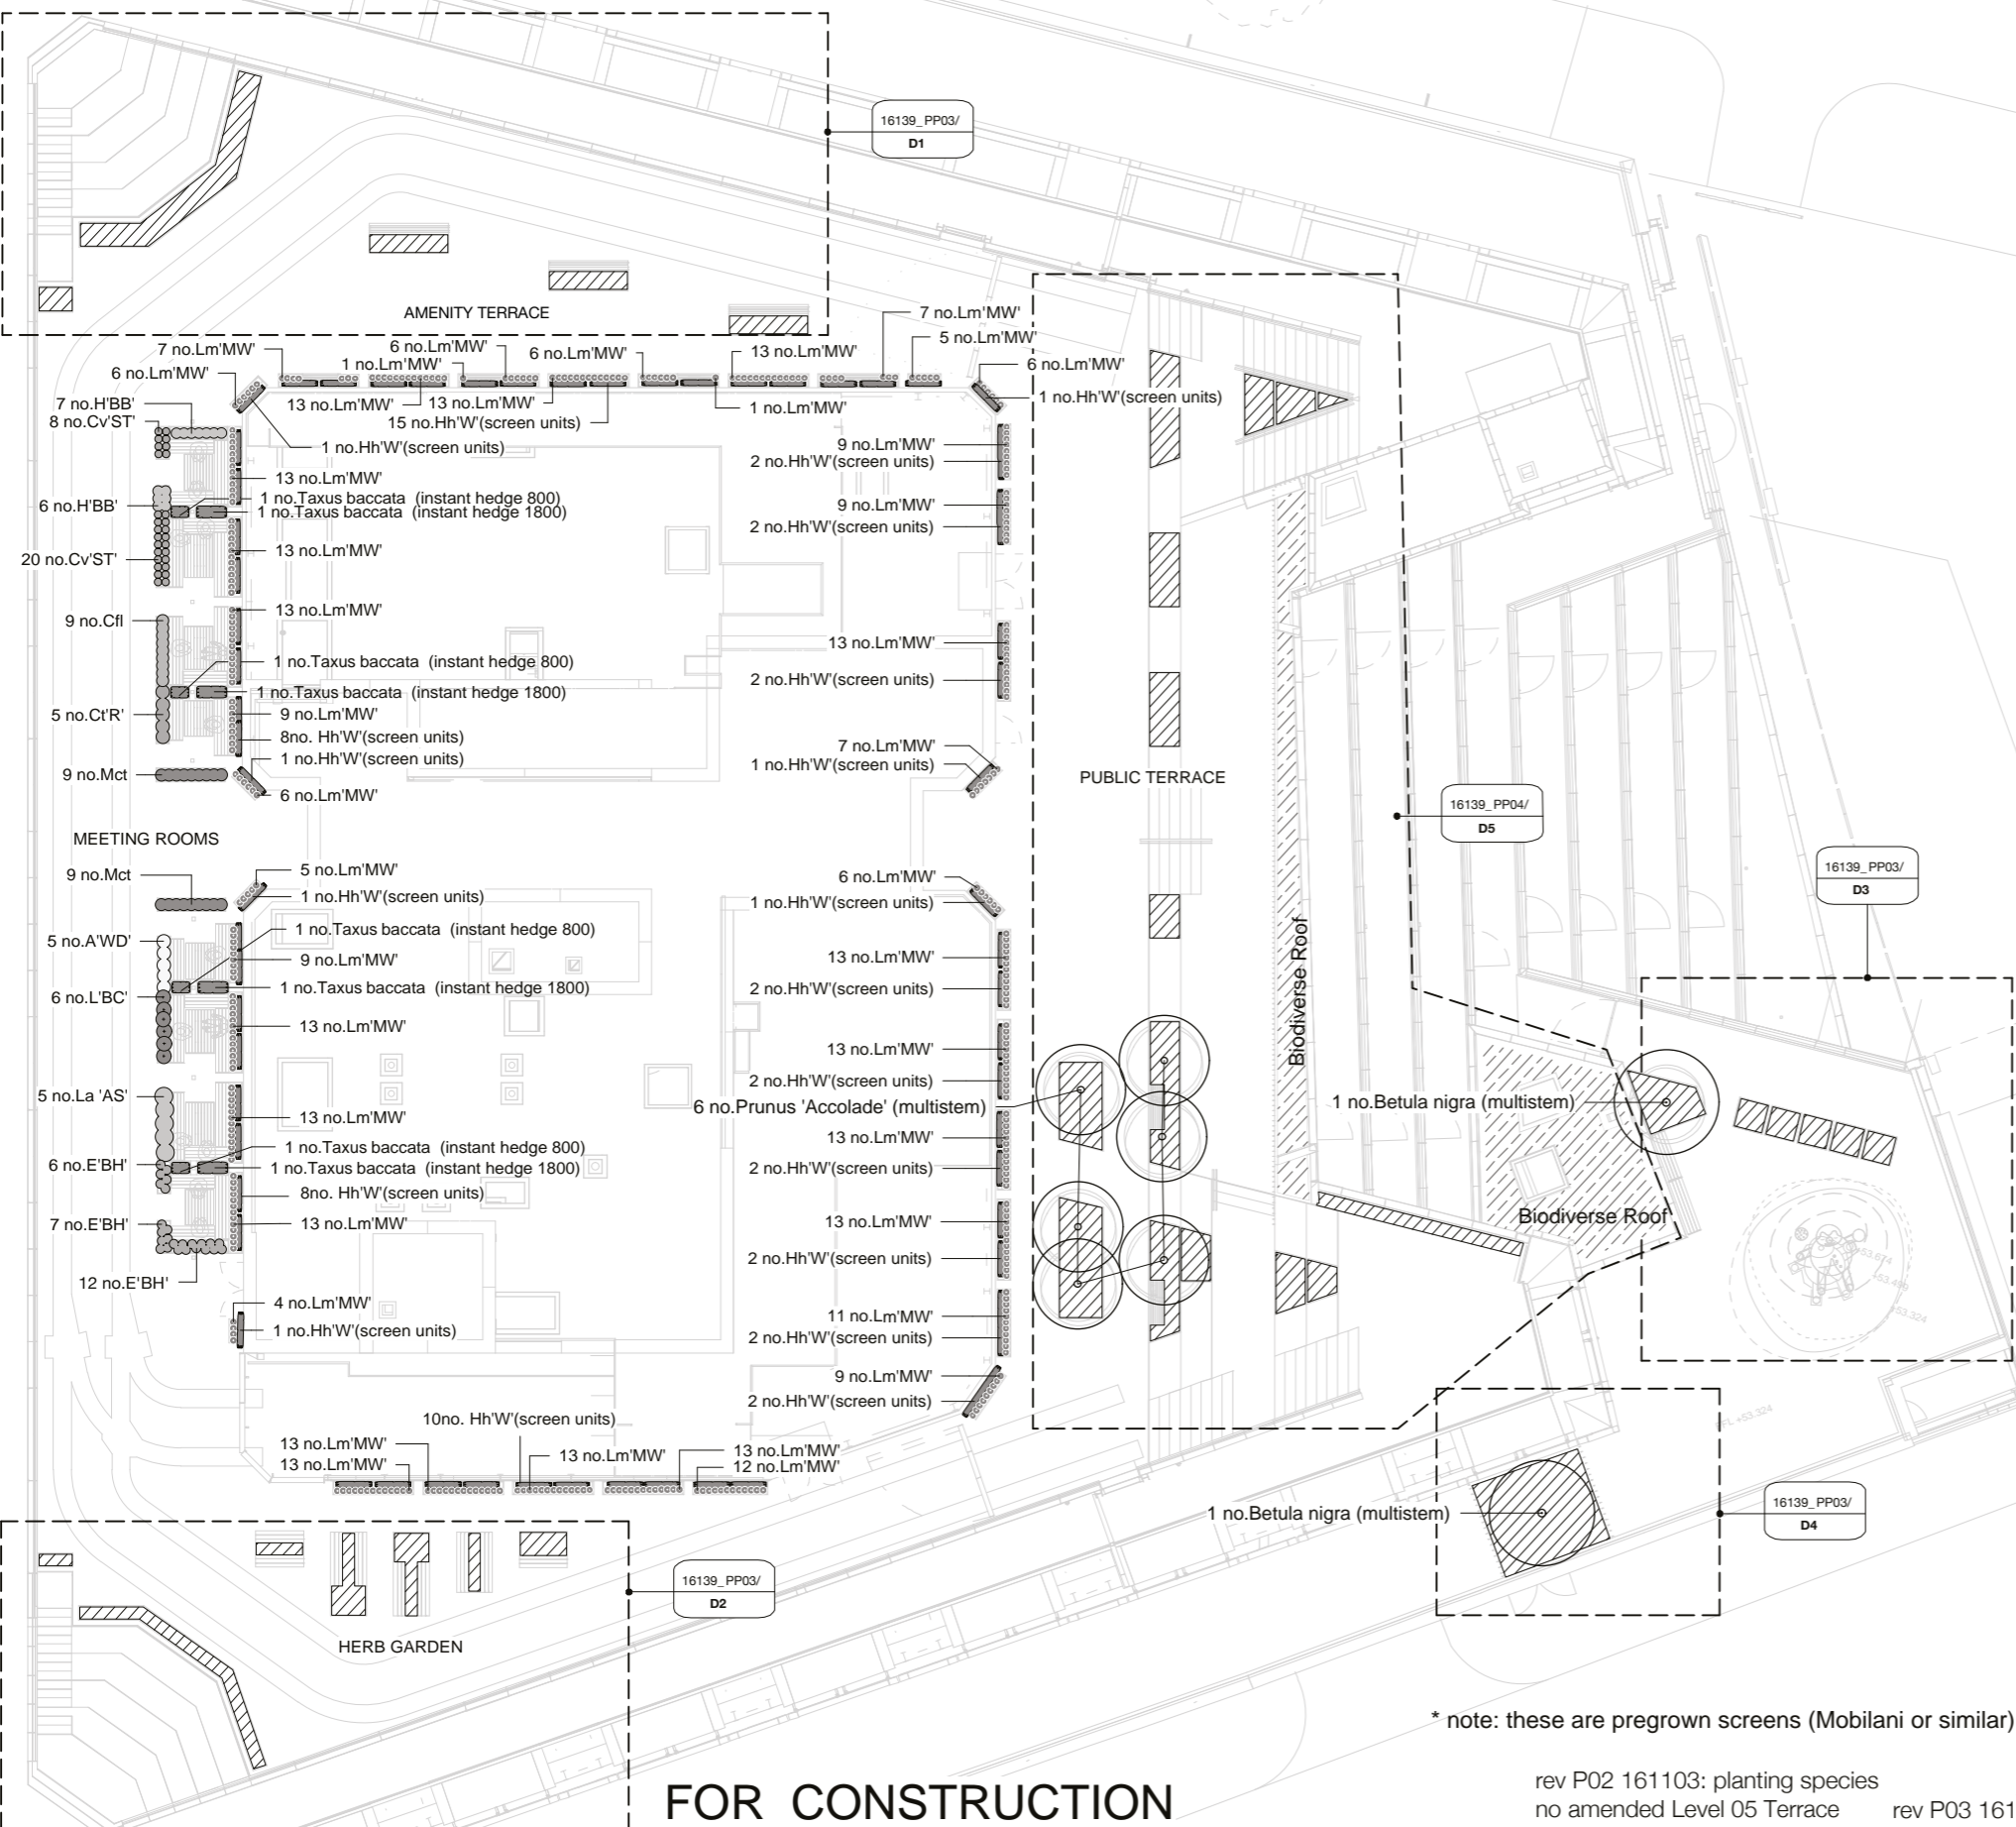 16139_PP03/
D1
AMENITY TERRACE
7 no.Lm'MW'
5 no.Lm'MW'
7 no.Lm'MW'
6 no.Lm'MW'
1 no.Lm'MW'
6 no.Lm'MW'
13 no.Lm'MW'
6 no.Lm'MW'
6 no.Lm'MW'
13 no.Lm'MW'
13 no.Lm'MW'
1 no.Lm'MW'
1 no.Hh'W'(screen units)
15 no.Hh'W'(screen units)
7 no.H'BB'
8 no.Cv'ST'
1 no.Hh'W'(screen units)
13 no.Lm'MW'
6 no.H'BB'
1 no.Taxus baccata (instant hedge 800)
1 no.Taxus baccata (instant hedge 1800)
20 no.Cv'ST'
13 no.Lm'MW'
9 no.Cfl
13 no.Lm'MW'
1 no.Taxus baccata (instant hedge 800)
1 no.Taxus baccata (instant hedge 1800)
5 no.Ct'R'
9 no.Lm'MW'
8no. Hh'W'(screen units)
1 no.Hh'W'(screen units)
9 no.Mct
6 no.Lm'MW'
9 no.Lm'MW'
2 no.Hh'W'(screen units)
9 no.Lm'MW'
2 no.Hh'W'(screen units)
13 no.Lm'MW'
2 no.Hh'W'(screen units)
7 no.Lm'MW'
1 no.Hh'W'(screen units)
PUBLIC TERRACE
16139_PP04/
D5
MEETING ROOMS
9 no.Mct
5 no.Lm'MW'
1 no.Hh'W'(screen units)
5 no.A'WD'
1 no.Taxus baccata (instant hedge 800)
9 no.Lm'MW'
1 no.Taxus baccata (instant hedge 1800)
6 no.L'BC'
13 no.Lm'MW'
5 no.La 'AS'
13 no.Lm'MW'
1 no.Taxus baccata (instant hedge 800)
1 no.Taxus baccata (instant hedge 1800)
6 no.E'BH'
8no. Hh'W'(screen units)
7 no.E'BH'
13 no.Lm'MW'
12 no.E'BH'
4 no.Lm'MW'
1 no.Hh'W'(screen units)
6 no.Lm'MW'
1 no.Hh'W'(screen units)
13 no.Lm'MW'
2 no.Hh'W'(screen units)
13 no.Lm'MW'
2 no.Hh'W'(screen units)
6 no.Prunus 'Accolade' (multistem)
13 no.Lm'MW'
2 no.Hh'W'(screen units)
13 no.Lm'MW'
2 no.Hh'W'(screen units)
11 no.Lm'MW'
2 no.Hh'W'(screen units)
9 no.Lm'MW'
2 no.Hh'W'(screen units)
Biodiverse Roof
16139_PP03/
D3
1 no.Betula nigra (multistem)
Biodiverse Roof
+53.674
+53.324
10no. Hh'W'(screen units)
13 no.Lm'MW'
13 no.Lm'MW'
13 no.Lm'MW'
13 no.Lm'MW'
12 no.Lm'MW'
1 no.Betula nigra (multistem)
16139_PP03/
D4
16139_PP03/
D2
HERB GARDEN
* note: these are pregrown screens (Mobilani or similar)
FOR CONSTRUCTION
rev P02 161103: planting species
no amended Level 05 Terrace
rev P03 161